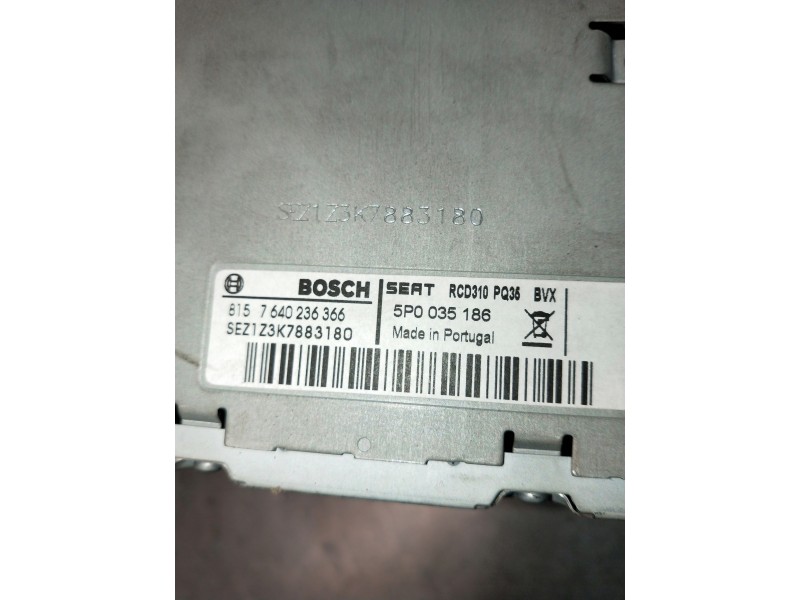 SEZ1Z3K7883180
BOSCH
SEAT RCD310 PQ35 BVX
815 7 640 236 366
5P0 035 186
SEZ1Z3K7883180
Made in Portugal